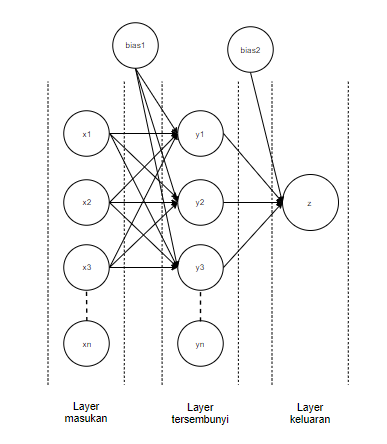 bias1
bias2
x1
y1
x2
y2
z
x3
y3
xn
yn
Layer
masukan
Layer
tersembunyi
Layer
keluaran